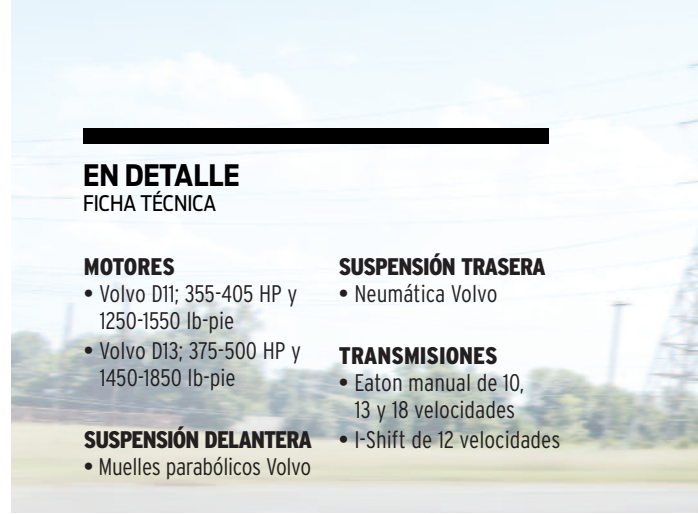 EN DETALLE
FICHA TÉCNICA
MOTORES
• Volvo D11; 355-405 HP y
1250-1550 lb-pie
• Volvo D13; 375-500 HP y
1450-1850 lb-pie
SUSPENSIÓN DELANTERA
• Muelles parabólicos Volvo
SUSPENSIÓN TRASERA
• Neumática Volvo
TRANSMISIONES
• Eaton manual de 10,
13 y 18 velocidades
• I-Shift de 12 velocidades